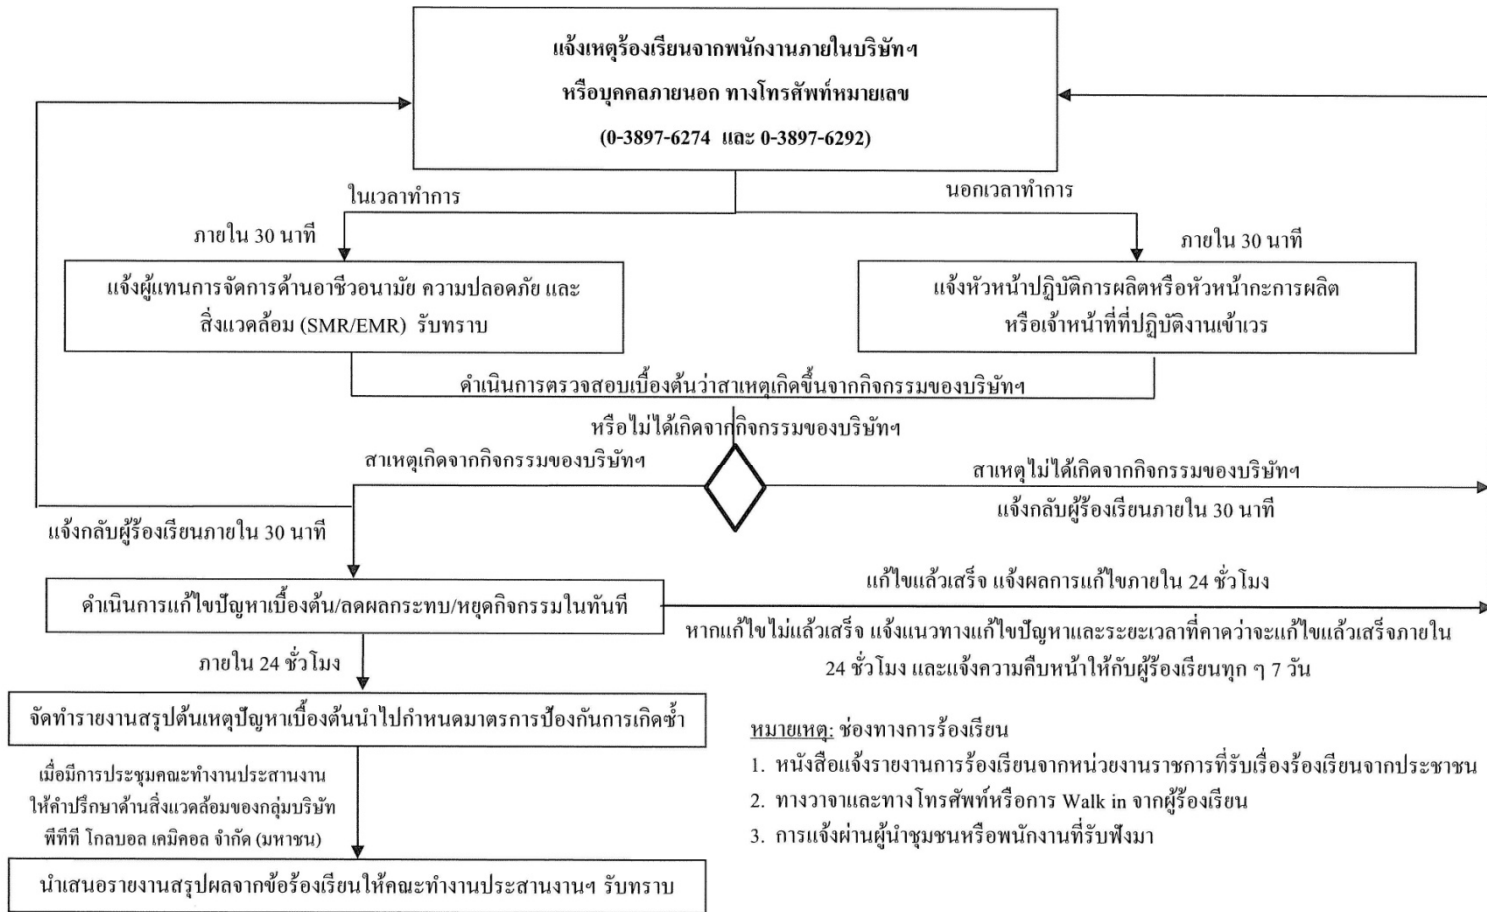 แจ้งเหตุร้องเรียนจากพนักงานภายในบริษัทฯ
หรือบุคคลภายนอก ทางโทรศัพท์หมายเลข
(0-3897-6274 และ 0-3897-6292)
ในเวลาทำการ
นอกเวลาทำการ
ภายใน 30 นาที
ภายใน 30 นาที
แจ้งผู้แทนการจัดการด้านอาชีวอนามัย ความปลอดภัย และ
สิ่งแวดล้อม (SMR/EMR) รับทราบ
แจ้งหัวหน้าปฏิบัติการผลิตหรือหัวหน้ากะการผลิต
หรือเจ้าหน้าที่ที่ปฏิบัติงานเข้าเวร
ดำเนินการตรวจสอบเบื้องต้นว่าสาเหตุเกิดขึ้นจากกิจกรรมของบริษัทฯ
หรือไม่ได้เกิดจากกิจกรรมของบริษัทฯ
สาเหตุเกิดจากกิจกรรมของบริษัทฯ
สาเหตุไม่ได้เกิดจากกิจกรรมของบริษัทฯ
แจ้งกลับผู้ร้องเรียนภายใน 30 นาที
แจ้งกลับผู้ร้องเรียนภายใน 30 นาที
ดำเนินการแก้ไขปัญหาเบื้องต้น/ลดผลกระทบ/หยุดกิจกรรมในทันที
แก้ไขแล้วเสร็จ แจ้งผลการแก้ไขภายใน 24 ชั่วโมง
หากแก้ไขไม่แล้วเสร็จ แจ้งแนวทางแก้ไขปัญหาและระยะเวลาที่คาดว่าจะแก้ไขแล้วเสร็จภายใน
24 ชั่วโมง และแจ้งความคืบหน้าให้กับผู้ร้องเรียนทุก ๆ 7 วัน
ภายใน 24 ชั่วโมง
จัดทำรายงานสรุปต้นเหตุปัญหาเบื้องต้นนำไปกำหนดมาตรการป้องกันการเกิดซ้ำ
เมื่อมีการประชุมคณะทำงานประสานงาน
ให้คำปรึกษาด้านสิ่งแวดล้อมของกลุ่มบริษัท
พีทีที โกลบอล เคมิคอล จำกัด (มหาชน)
นำเสนอรายงานสรุปผลจากข้อร้องเรียนให้คณะทำงานประสานงานฯ รับทราบ
หมายเหตุ: ช่องทางการร้องเรียน
1. หนังสือแจ้งรายงานการร้องเรียนจากหน่วยงานราชการที่รับเรื่องร้องเรียนจากประชาชน
2. ทางวาจาและทางโทรศัพท์หรือการ Walk in จากผู้ร้องเรียน
3. การแจ้งผ่านผู้นำชุมชนหรือพนักงานที่รับฟังมา